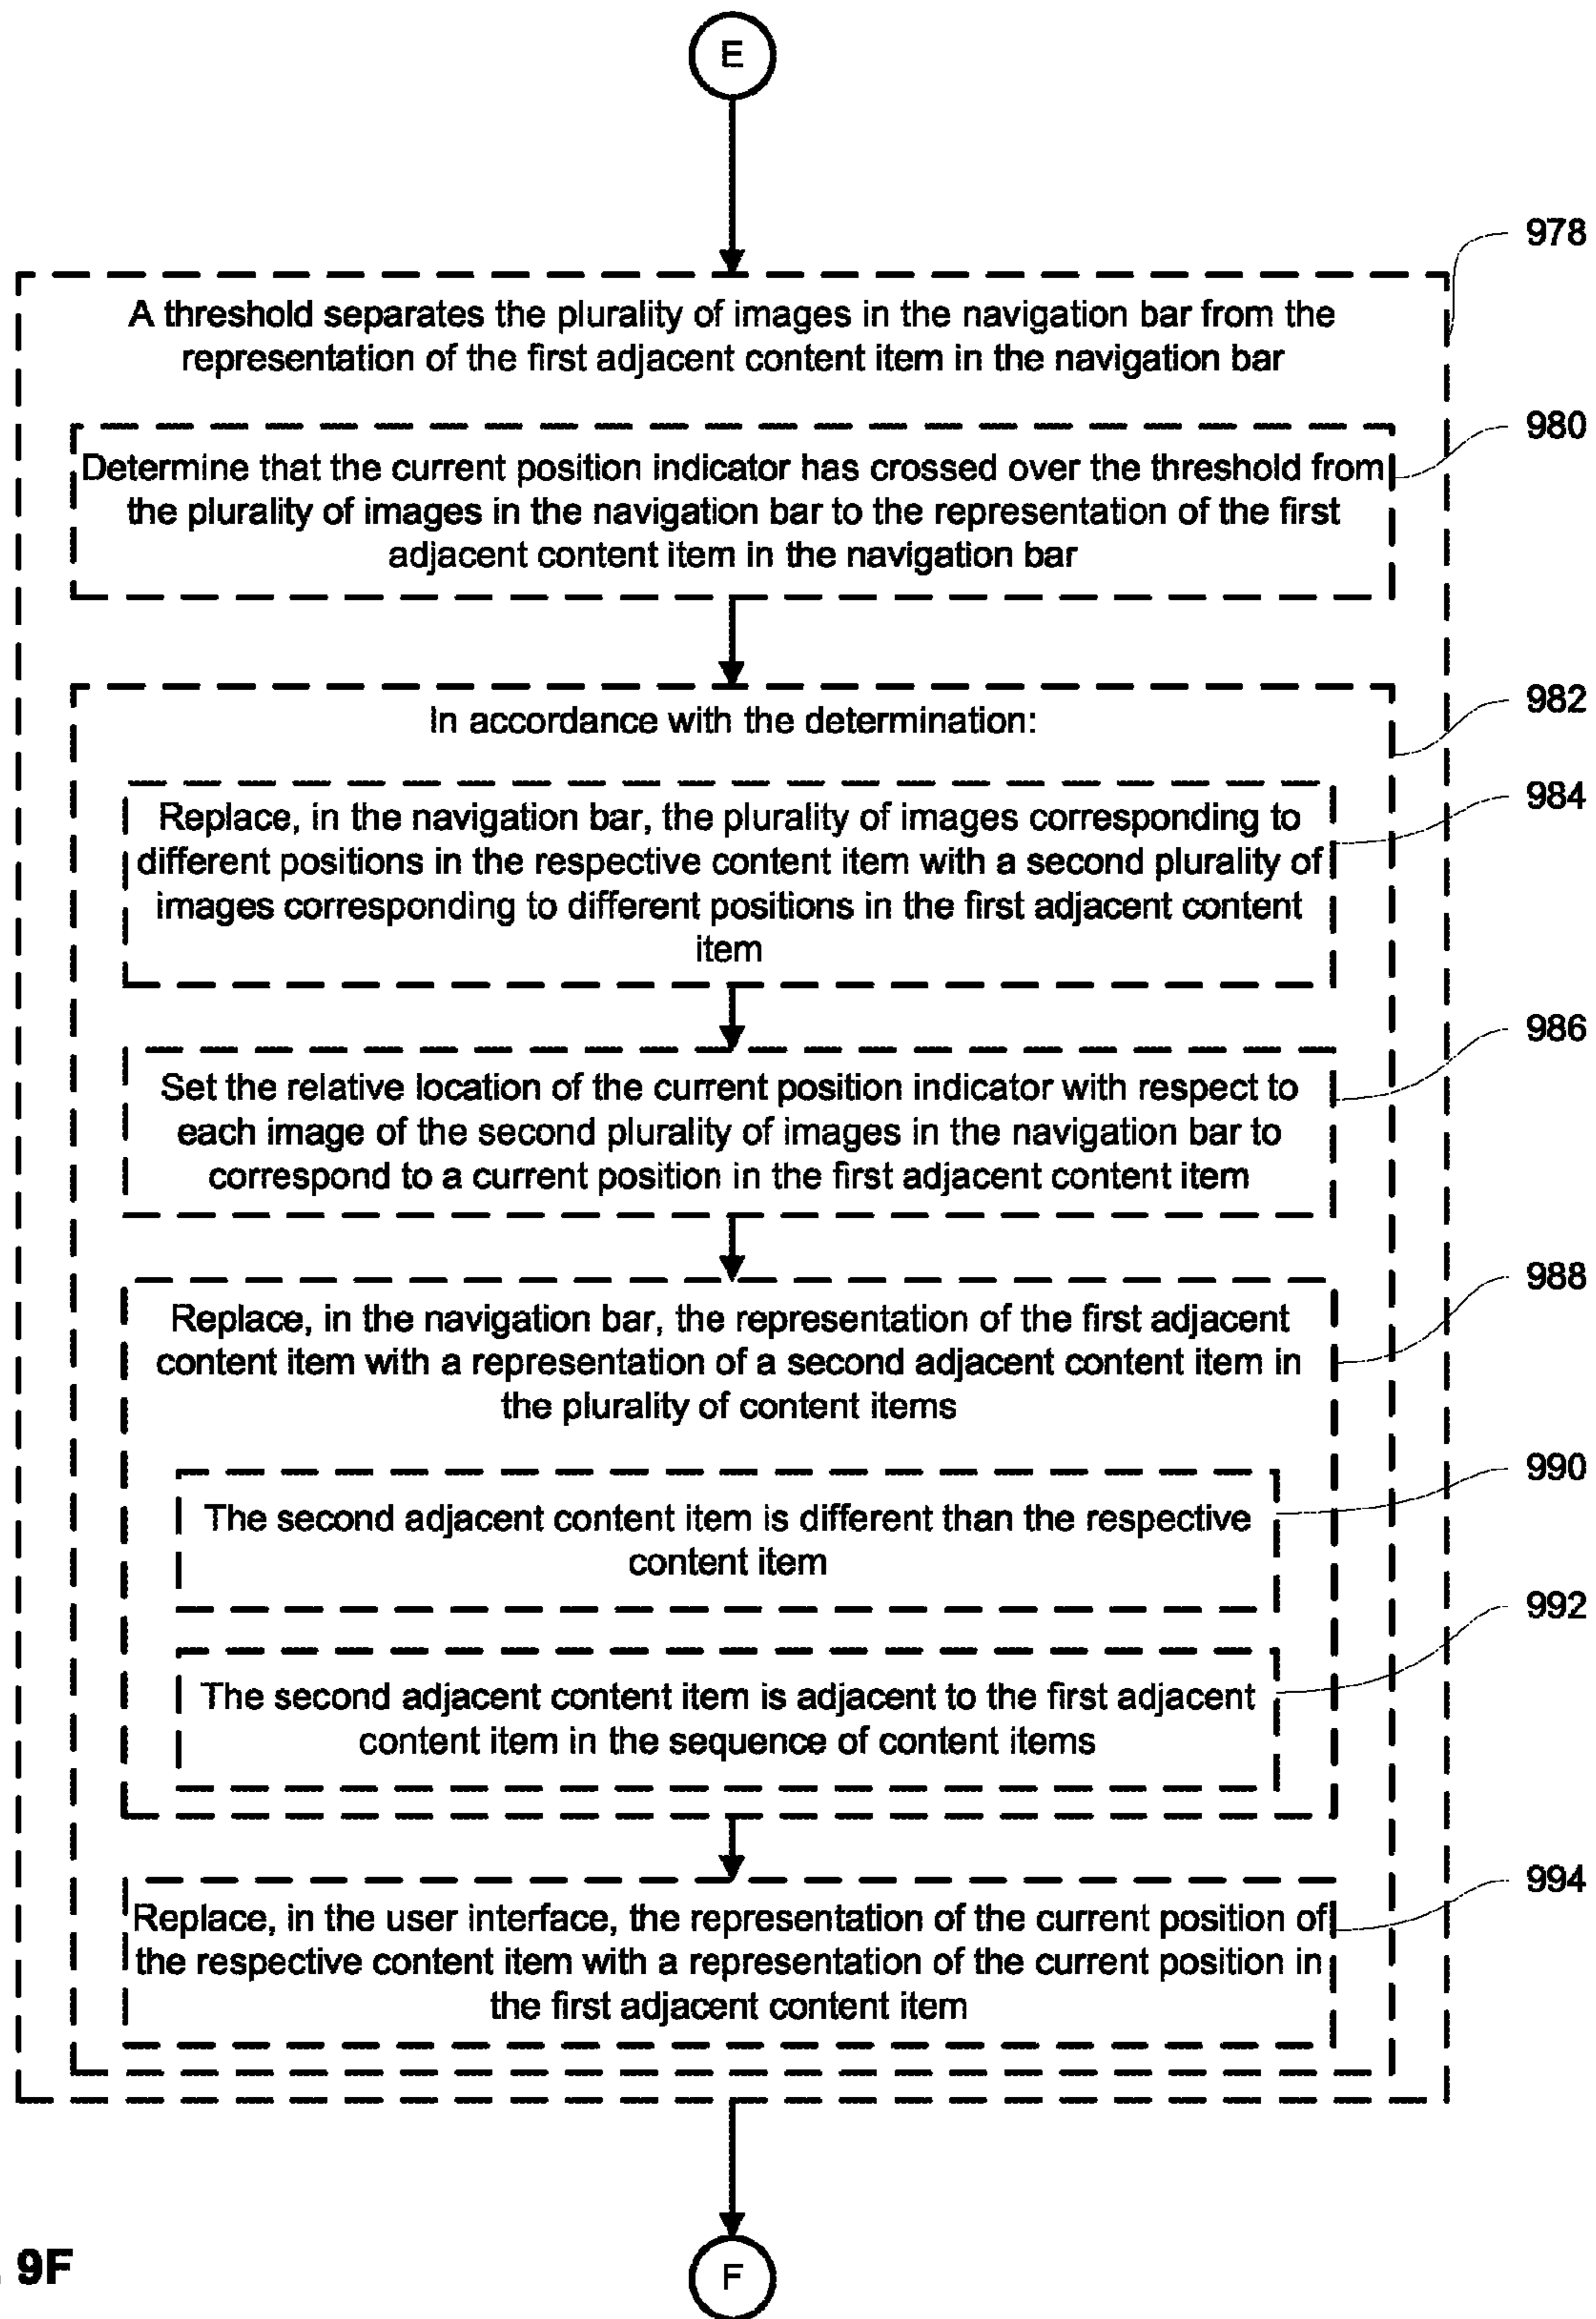 E
978
A threshold separates the plurality of images in the navigation bar from the
representation of the first adjacent content item in the navigation bar
980
Determine that the current position indicator has crossed over the threshold from
the plurality of images in the navigation bar to the representation of the first
adjacent content item in the navigation bar
982
In accordance with the determination:
984
Replace, in the navigation bar, the plurality of images corresponding to
different positions in the respective content item with a second plurality of
images corresponding to different positions in the first adjacent content
item
986
Set the relative location of the current position indicator with respect to
each image of the second plurality of images in the navigation bar to
correspond to a current position in the first adjacent content item
988
Replace, in the navigation bar, the representation of the first adjacent
content item with a representation of a second adjacent content item in
the plurality of content items
990
The second adjacent content item is different than the respective
content item
992
The second adjacent content item is adjacent to the first adjacent
content item in the sequence of content items
994
Replace, in the user interface, the representation of the current position of
the respective content item with a representation of the current position in
the first adjacent content item
9F
F